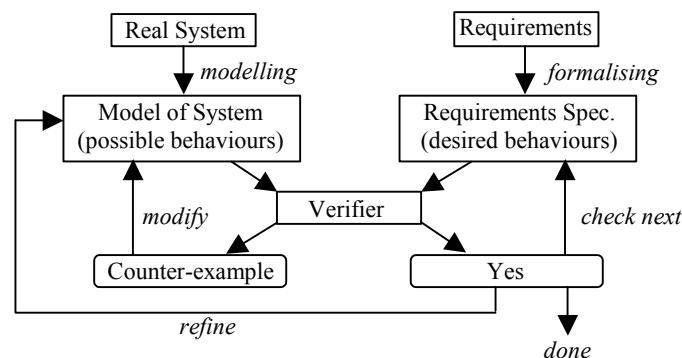 Real System
Requirements
modelling
formalising
Model of System
(possible behaviours)
Requirements Spec.
(desired behaviours)
Verifier
modify
check next
Counter-example
Yes
refine
done